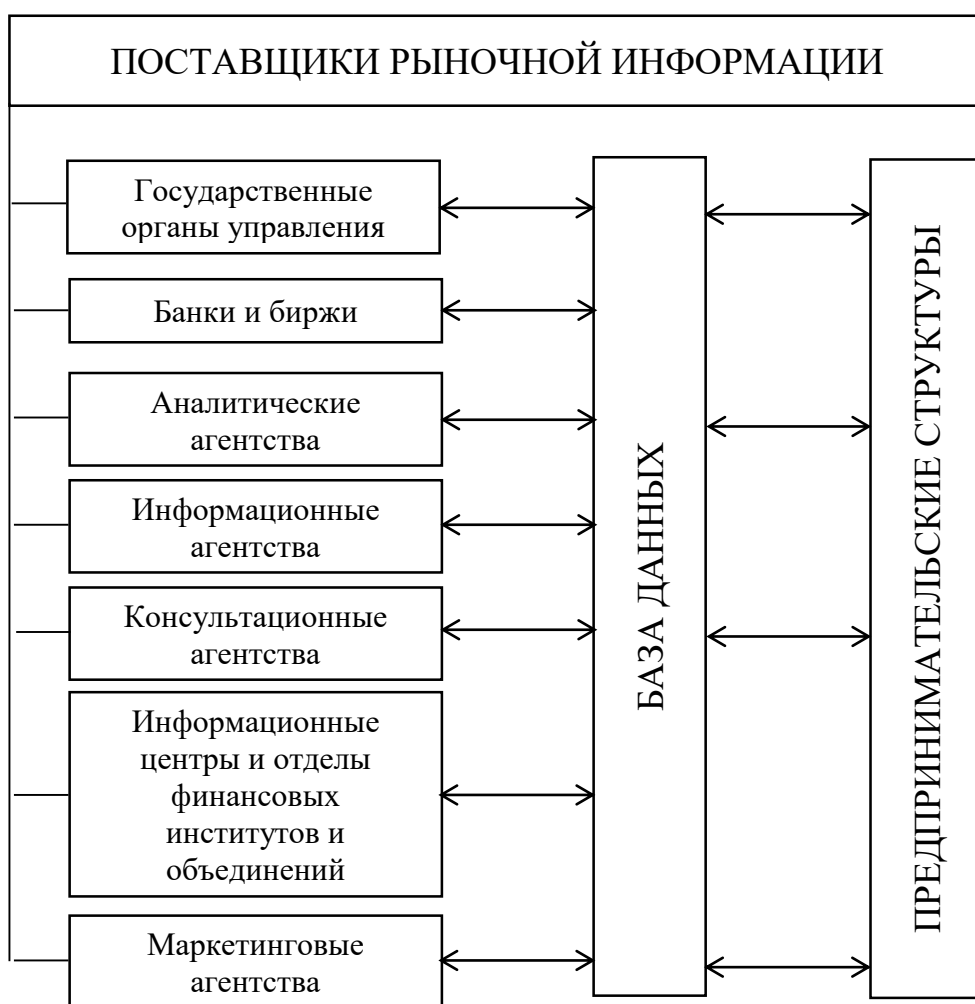 ПОСТАВЩИКИ РЫНОЧНОЙ ИНФОРМАЦИИ
Государственные
органы управления
Банки и биржи
Аналитические
агентства
Информационные
агентства
Консультационные
агентства
Информационные
центры и отделы
финансовых
институтов и
объединений
Маркетинговые
агентства
БАЗА ДАННЫХ
ПРЕДПРИНИМАТЕЛЬСКИЕ СТРУКТУРЫ